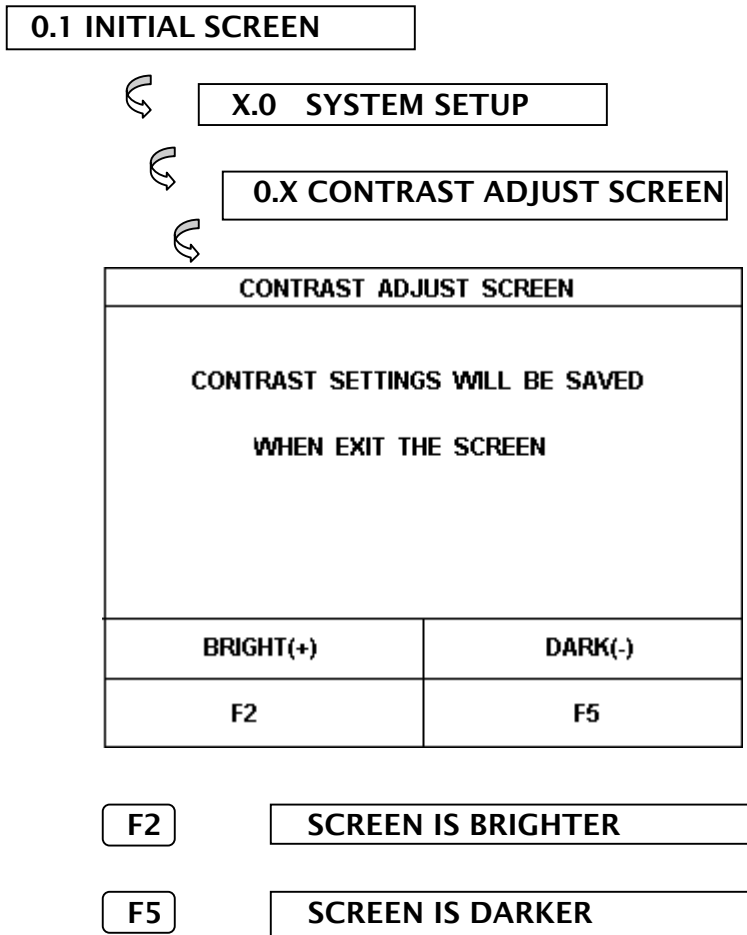 0.1 INITIAL SCREEN
X.0 SYSTEM SETUP
0.X CONTRAST ADJUST SCREEN
CONTRAST ADJUST SCREEN
CONTRAST SETTINGS WILL BE SAVED
WHEN EXIT THE SCREEN
BRIGHT(+) DARK(-)
F2 F5
F2 SCREEN IS BRIGHTER
F5 SCREEN IS DARKER